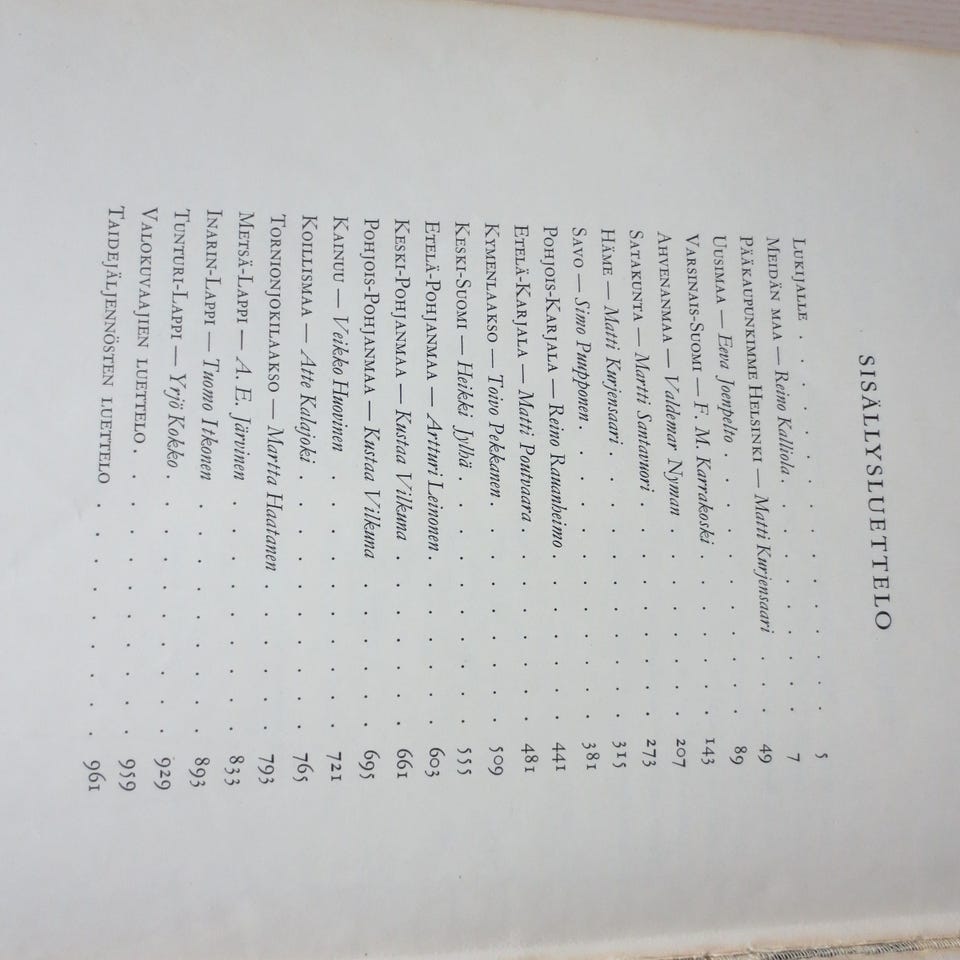 SISÄLLYSLUETTELO
LUKIJALLE . . . . . . . . . . 5
MEIDÄN MAA — Reino Kalliola . . . . . . 7
PÄÄKAUPUNKIMME HELSINKI — Matti Kurjensaari . . 49
UUSIMAA — Eeva Joenpelto . . . . . . 89
VARSINAIS-SUOMI — F. M. Karrakoski . . . . 143
AHVENANMAA — Valdemar Nyman . . . . . 207
SATAKUNTA — Martti Santavuori . . . . . 273
HÄME — Matti Kurjensaari . . . . . . 315
SAVO — Simo Puupponen . . . . . . . 381
POHJOIS-KARJALA — Reino Rauanheimo . . . . 441
ETELÄ-KARJALA — Matti Poutvaara . . . . . 481
KYMENLAAKSO — Toivo Pekkanen . . . . . 509
KESKI-SUOMI — Heikki Jylhä . . . . . . 555
ETELÄ-POHJANMAA — Artturi Leinonen . . . . 603
KESKI-POHJANMAA — Kustaa Vilkuna . . . . 661
POHJOIS-POHJANMAA — Kustaa Vilkuna . . . . 695
KAINUU — Veikko Huovinen . . . . . . 721
KOILLISMAA — Atte Kalajoki . . . . . . 765
TORNIONJOKILAAKSO — Martta Haatanen . . . . 793
METSÄ-LAPPI — A. E. Järvinen . . . . . 833
INARIN-LAPPI — Tuomo Itkonen . . . . . 893
TUNTURI-LAPPI — Yrjö Kokko . . . . . . 929
VALOKUVAAJIEN LUETTELO . . . . . . . 959
TAIDEJÄLJENNÖSTEN LUETTELO . . . . . . 961